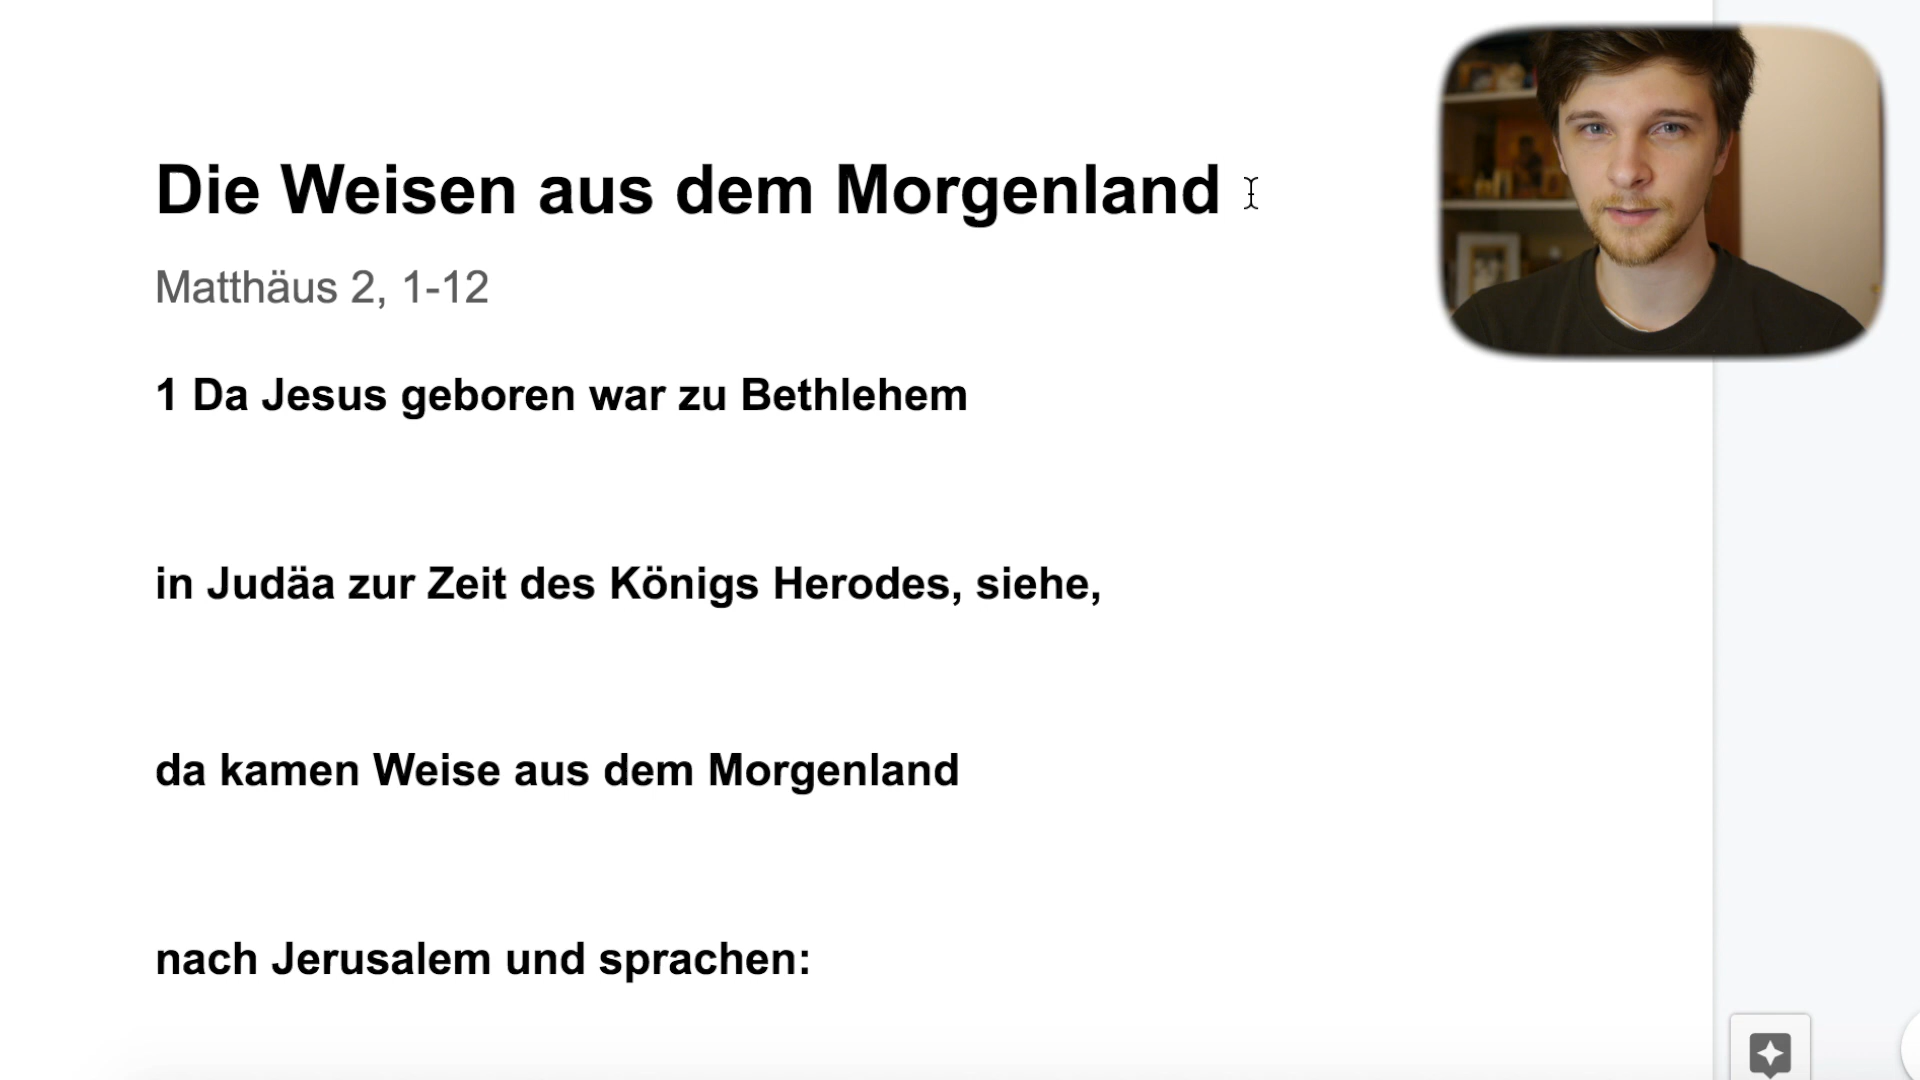 Die Weisen aus dem Morgenland
Matthäus 2, 1-12
1 Da Jesus geboren war zu Bethlehem
in Judäa zur Zeit des Königs Herodes, siehe,
da kamen Weise aus dem Morgenland
nach Jerusalem und sprachen: